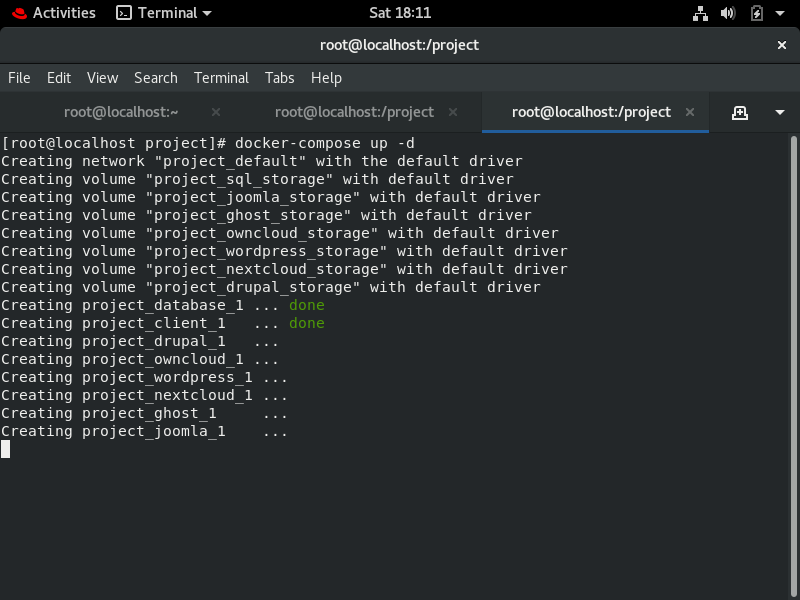 Activities Terminal Sat 18:11
root@localhost:/project
File Edit View Search Terminal Tabs Help
root@localhost:~ root@localhost:/project root@localhost:/project
[root@localhost project]# docker-compose up -d
Creating network "project_default" with the default driver
Creating volume "project_sql_storage" with default driver
Creating volume "project_joomla_storage" with default driver
Creating volume "project_ghost_storage" with default driver
Creating volume "project_owncloud_storage" with default driver
Creating volume "project_wordpress_storage" with default driver
Creating volume "project_nextcloud_storage" with default driver
Creating volume "project_drupal_storage" with default driver
Creating project_database_1 ... done
Creating project_client_1   ... done
Creating project_drupal_1   ...
Creating project_owncloud_1 ...
Creating project_wordpress_1 ...
Creating project_nextcloud_1 ...
Creating project_ghost_1     ...
Creating project_joomla_1    ...